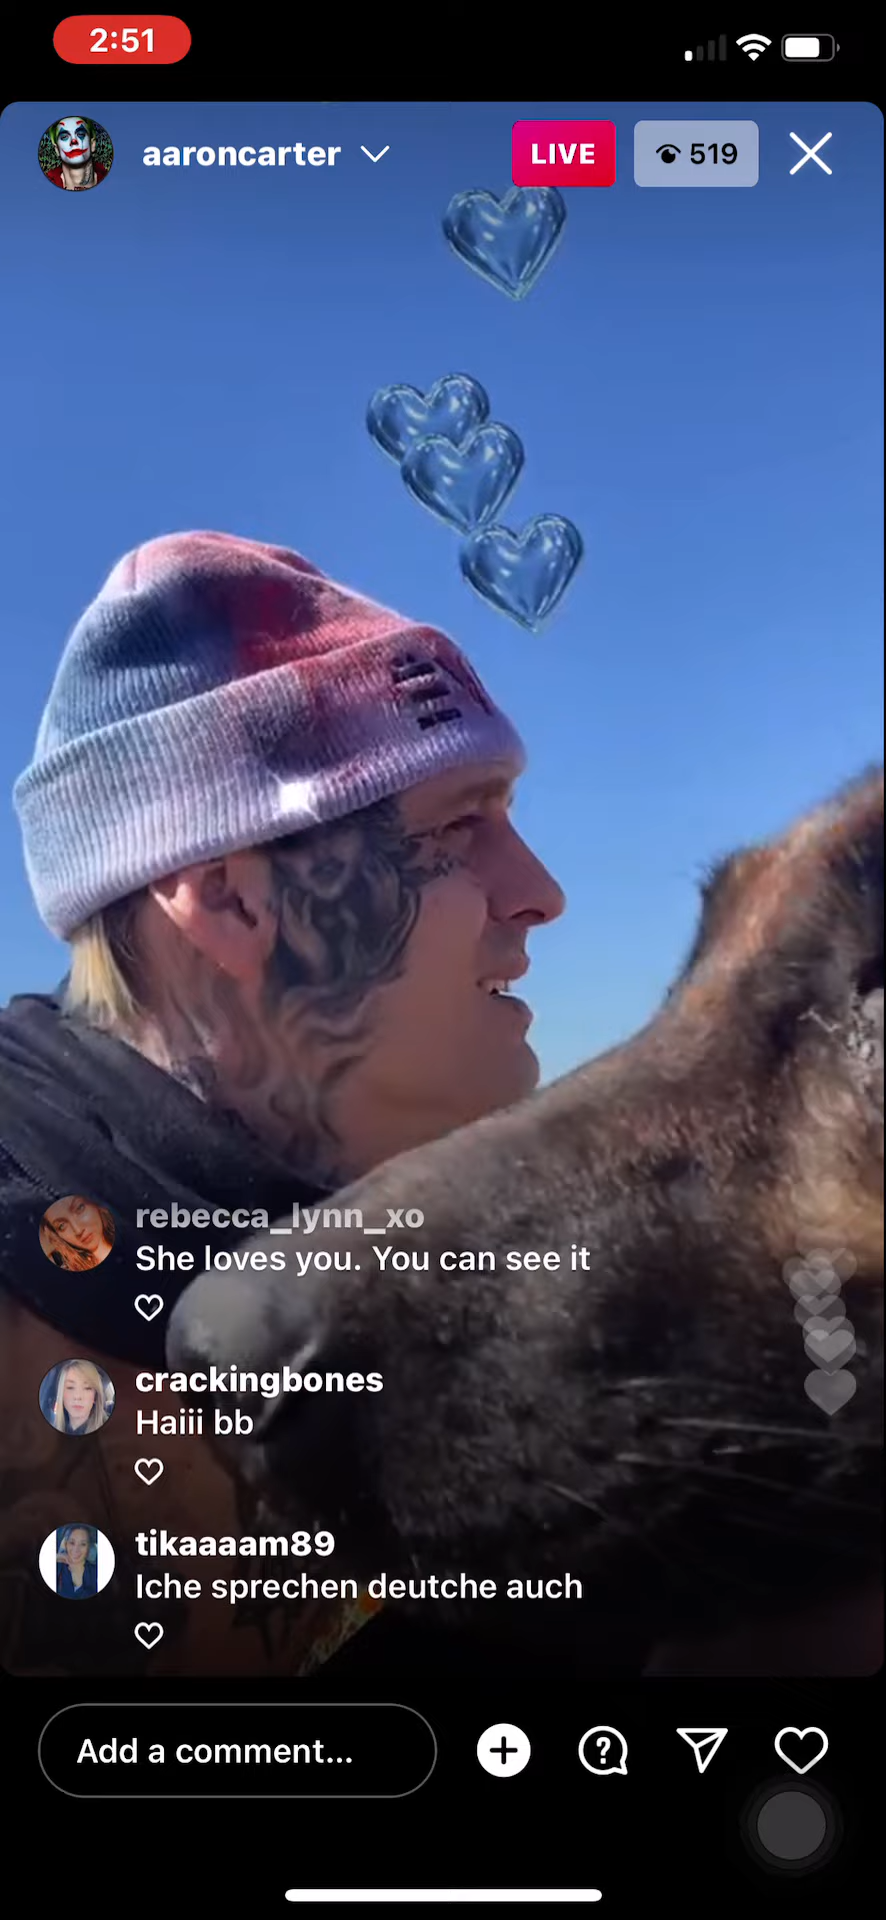 2:51
aaroncarter
LIVE
519
rebecca_lynn_xo
She loves you. You can see it
crackingbones
Haiii bb
tikaaaam89
Iche sprechen deutche auch
Add a comment...